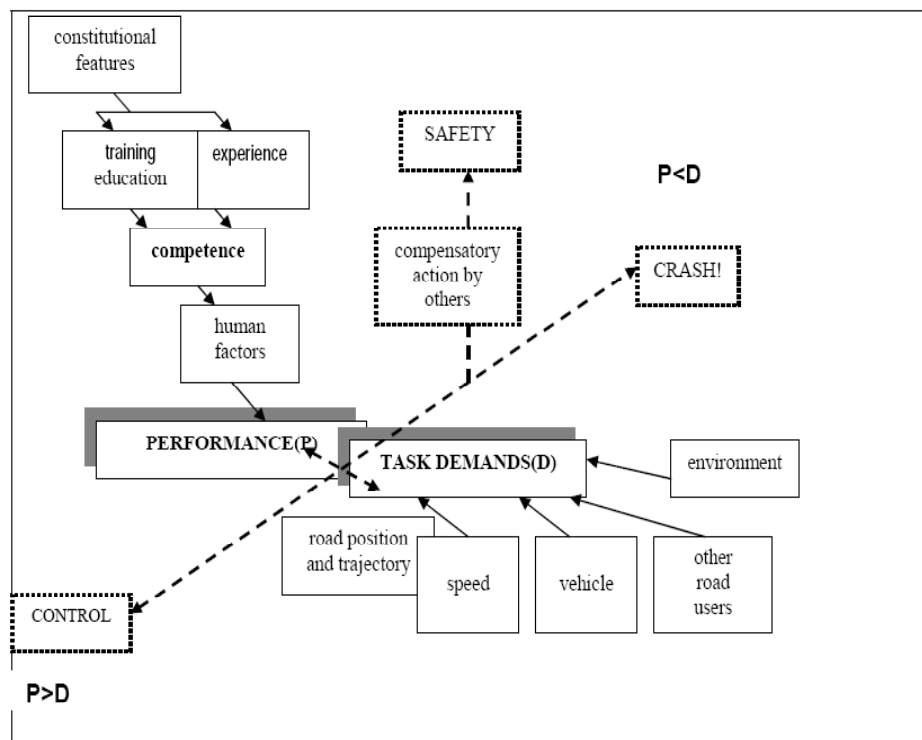 constitutional
features
training
education
experience
competence
human
factors
SAFETY
P<D
compensatory
action by
others
CRASH!
PERFORMANCE(P)
TASK DEMANDS(D)
environment
road position
and trajectory
speed
vehicle
other
road
users
CONTROL
P>D